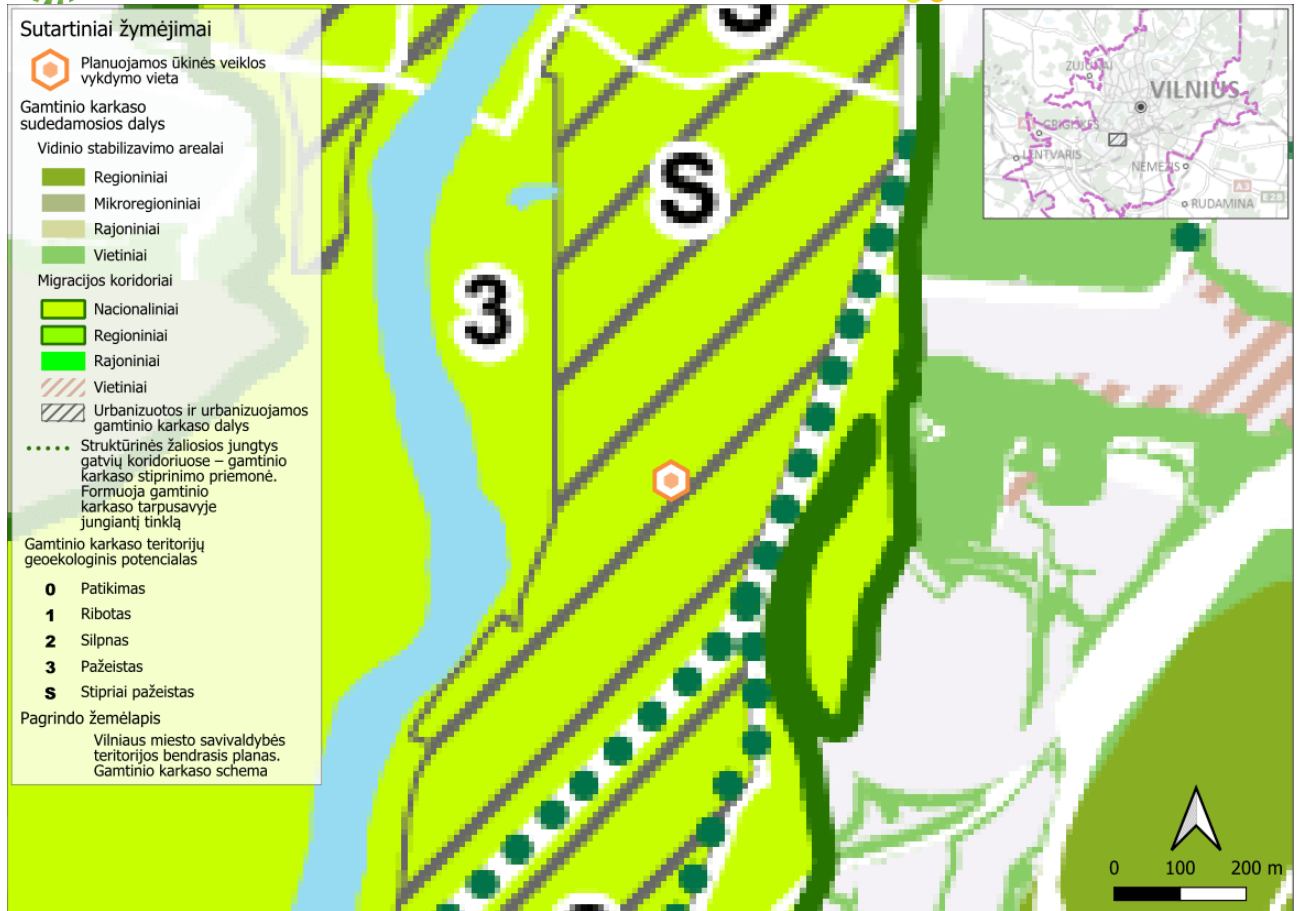 Sutartiniai žymėjimai
Planuojamos ūkinės veiklos
vykdymo vieta
Gamtinio karkaso
sudedamosios dalys
Vidinio stabilizavimo arealai
Regioniniai
Mikroregioniniai
Rajoniniai
Vietiniai
Migracijos koridoriai
Nacionaliniai
Regioniniai
Rajoniniai
Vietiniai
Urbanizuotos ir urbanizuojamos
gamtinio karkaso dalys
Struktūrinės žaliosios jungtys
gatvių koridoriuose – gamtinio
karkaso stiprinimo priemonė.
Formuoja gamtinio
karkaso tarpusavyje
jungiantį tinklą
Gamtinio karkaso teritorijų
geoekologinis potencialas
0 Patikimas
1 Ribotas
2 Silpnas
3 Pažeistas
S Stipriai pažeistas
Pagrindo žemėlapis
Vilniaus miesto savivaldybės
teritorijos bendrasis planas.
Gamtinio karkaso schema
S
3
ZUJŪNAI
VILNIUS
GRIGIŠKĖS
LENTVARIS
NEMĖŽIS
A3
E28
RUDAMINA
0 100 200 m